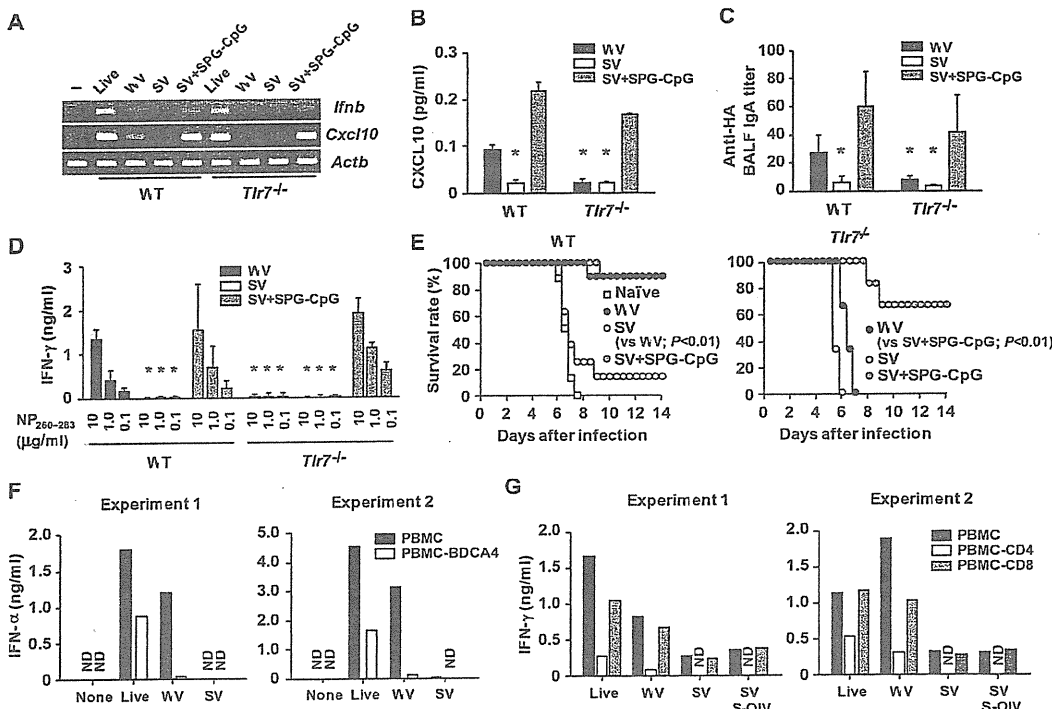 A
– Live WV SV SV+SPG-CpG Live WV SV SV+SPG-CpG
Ifnb
Cxcl10
Actb
WT Tlr7-/-
B
WV
SV
SV+SPG-CpG
CXCL10 (pg/ml)
0.3
0.2
0.1
0
* * *
WT Tlr7-/-
C
WV
SV
SV+SPG-CpG
Anti-HA
BALF IgA titer
100
80
60
40
20
0
* * *
WT Tlr7-/-
D
WV
SV
SV+SPG-CpG
IFN-γ (ng/ml)
3
2
1
0
* * * * * * * * *
NP260–283
(μg/ml)
10 1.0 0.1 10 1.0 0.1 10 1.0 0.1 10 1.0 0.1 10 1.0 0.1 10 1.0 0.1
WT Tlr7-/-
E
WT
Survival rate (%)
100
80
60
40
20
0
Naïve
WV
SV
(vs WV; P<0.01)
SV+SPG-CpG
0 2 4 6 8 10 12 14
Days after infection
Tlr7-/-
100
80
60
40
20
0
WV
(vs SV+SPG-CpG; P<0.01)
SV
SV+SPG-CpG
0 2 4 6 8 10 12 14
Days after infection
F
Experiment 1
IFN-α (ng/ml)
2.0
1.5
1.0
0.5
0
ND ND ND ND
None Live WV SV
Experiment 2
PBMC
PBMC-BDCA4
5.0
4.0
3.0
2.0
1.0
0
ND ND ND
None Live WV SV
G
Experiment 1
IFN-γ (ng/ml)
2.0
1.5
1.0
0.5
0
ND ND
Live WV SV SV
S-OIV
Experiment 2
PBMC
PBMC-CD4
PBMC-CD8
2.0
1.5
1.0
0.5
0
ND ND
Live WV SV SV
S-OIV